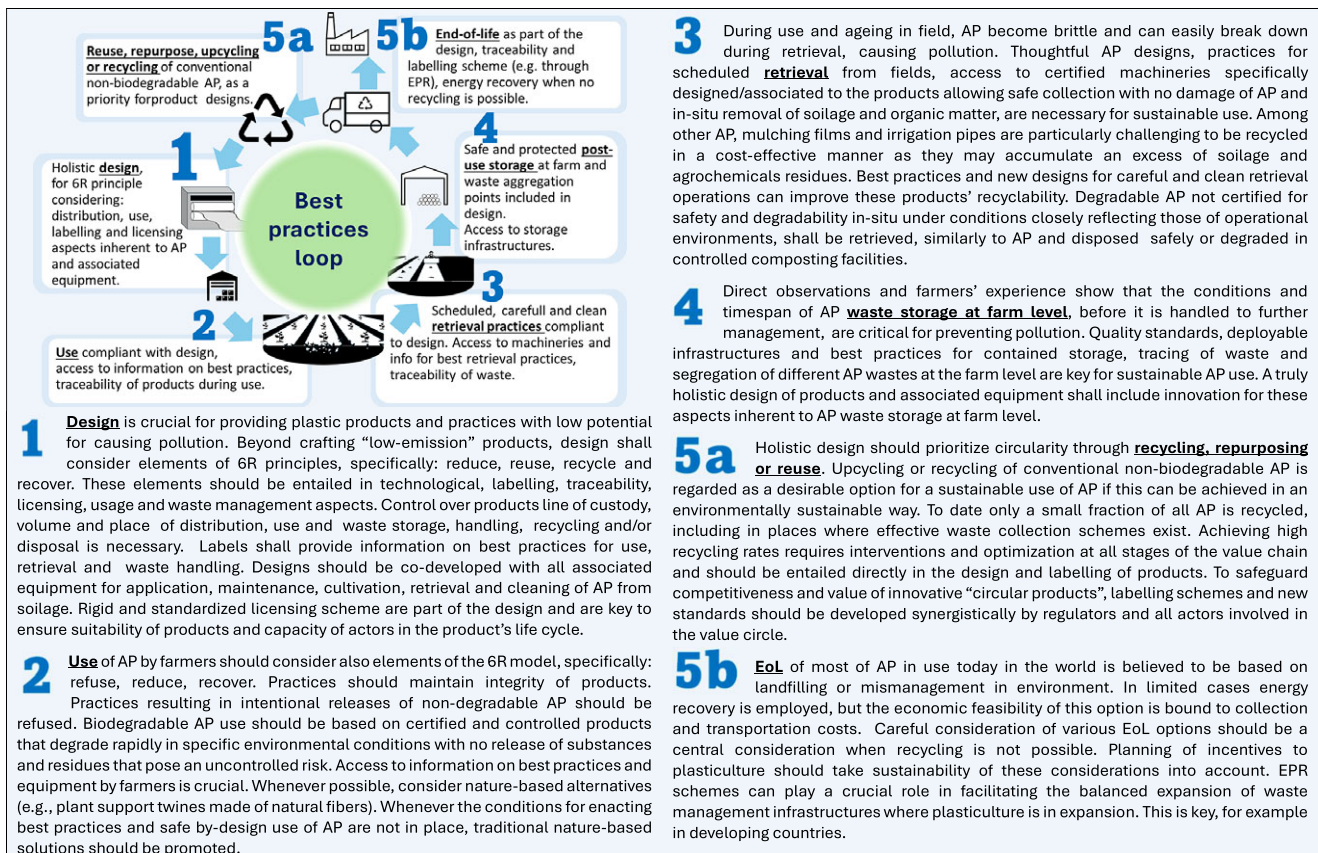 5a
Reuse, repurpose, upcycling
or recycling of conventional
non-biodegradable AP, as a
priority forproduct designs.
5b
End-of-life as part of the
design, traceability and
labelling scheme (e.g. through
EPR), energy recovery when no
recycling is possible.
1
Holistic design,
for 6R principle
considering:
distribution, use,
labelling and licensing
aspects inherent to AP
and associated
equipment.
Best
practices
loop
4
Safe and protected post-
use storage at farm and
waste aggregation
points included in
design.
Access to storage
infrastructures.
2
Use compliant with design,
access to information on best practices,
traceability of products during use.
3
Scheduled, carefull and clean
retrieval practices compliant
to design. Access to machineries and
info for best retrieval practices,
traceability of waste.
1
Design is crucial for providing plastic products and practices with low potential
for causing pollution. Beyond crafting “low-emission” products, design shall
consider elements of 6R principles, specifically: reduce, reuse, recycle and
recover. These elements should be entailed in technological, labelling, traceability,
licensing, usage and waste management aspects. Control over products line of custody,
volume and place of distribution, use and waste storage, handling, recycling and/or
disposal is necessary. Labels shall provide information on best practices for use,
retrieval and waste handling. Designs should be co-developed with all associated
equipment for application, maintenance, cultivation, retrieval and cleaning of AP from
soilage. Rigid and standardized licensing scheme are part of the design and are key to
ensure suitability of products and capacity of actors in the product’s life cycle.
2
Use of AP by farmers should consider also elements of the 6R model, specifically:
refuse, reduce, recover. Practices should maintain integrity of products.
Practices resulting in intentional releases of non-degradable AP should be
refused. Biodegradable AP use should be based on certified and controlled products
that degrade rapidly in specific environmental conditions with no release of substances
and residues that pose an uncontrolled risk. Access to information on best practices and
equipment by farmers is crucial. Whenever possible, consider nature-based alternatives
(e.g., plant support twines made of natural fibers). Whenever the conditions for enacting
best practices and safe by-design use of AP are not in place, traditional nature-based
solutions should be promoted.
3
During use and ageing in field, AP become brittle and can easily break down
during retrieval, causing pollution. Thoughtful AP designs, practices for
scheduled retrieval from fields, access to certified machineries specifically
designed/associated to the products allowing safe collection with no damage of AP and
in-situ removal of soilage and organic matter, are necessary for sustainable use. Among
other AP, mulching films and irrigation pipes are particularly challenging to be recycled
in a cost-effective manner as they may accumulate an excess of soilage and
agrochemicals residues. Best practices and new designs for careful and clean retrieval
operations can improve these products’ recyclability. Degradable AP not certified for
safety and degradability in-situ under conditions closely reflecting those of operational
environments, shall be retrieved, similarly to AP and disposed safely or degraded in
controlled composting facilities.
4
Direct observations and farmers’ experience show that the conditions and
timespan of AP waste storage at farm level, before it is handled to further
management, are critical for preventing pollution. Quality standards, deployable
infrastructures and best practices for contained storage, tracing of waste and
segregation of different AP wastes at the farm level are key for sustainable AP use. A truly
holistic design of products and associated equipment shall include innovation for these
aspects inherent to AP waste storage at farm level.
5a
Holistic design should prioritize circularity through recycling, repurposing
or reuse. Upcycling or recycling of conventional non-biodegradable AP is
regarded as a desirable option for a sustainable use of AP if this can be achieved in an
environmentally sustainable way. To date only a small fraction of all AP is recycled,
including in places where effective waste collection schemes exist. Achieving high
recycling rates requires interventions and optimization at all stages of the value chain
and should be entailed directly in the design and labelling of products. To safeguard
competitiveness and value of innovative “circular products”, labelling schemes and new
standards should be developed synergistically by regulators and all actors involved in
the value circle.
5b
EoL of most of AP in use today in the world is believed to be based on
landfilling or mismanagement in environment. In limited cases energy
recovery is employed, but the economic feasibility of this option is bound to collection
and transportation costs. Careful consideration of various EoL options should be a
central consideration when recycling is not possible. Planning of incentives to
plasticulture should take sustainability of these considerations into account. EPR
schemes can play a crucial role in facilitating the balanced expansion of waste
management infrastructures where plasticulture is in expansion. This is key, for example
in developing countries.